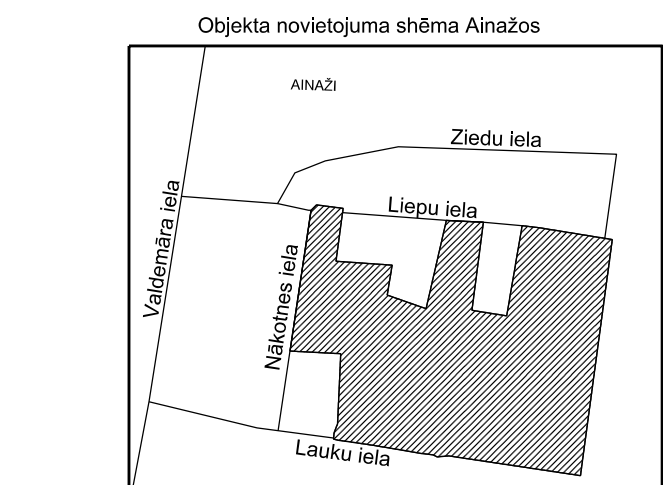 Objekta novietojuma shēma Ainažos
AINAŽI
Ziedu iela
Liepu iela
Valdemāra iela
Nākotnes iela
Lauku iela